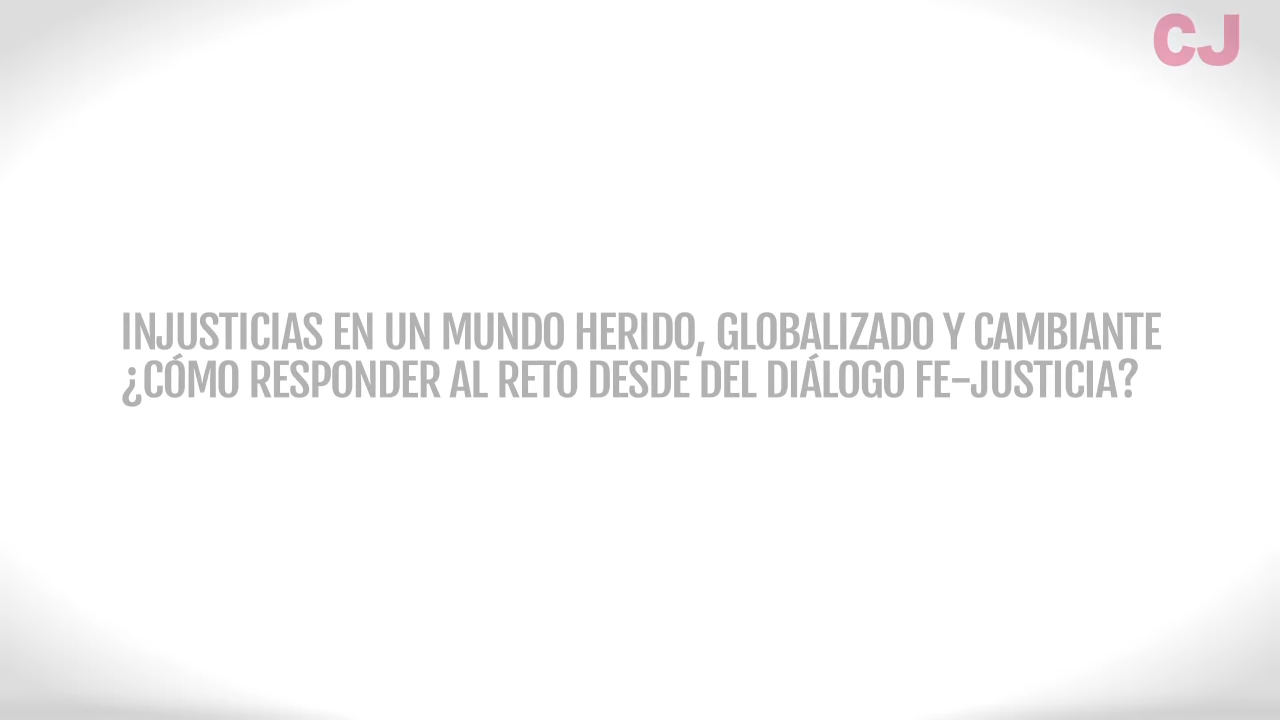 CJ
INJUSTICIAS EN UN MUNDO HERIDO, GLOBALIZADO Y CAMBIANTE
¿CÓMO RESPONDER AL RETO DESDE DEL DIÁLOGO FE-JUSTICIA?